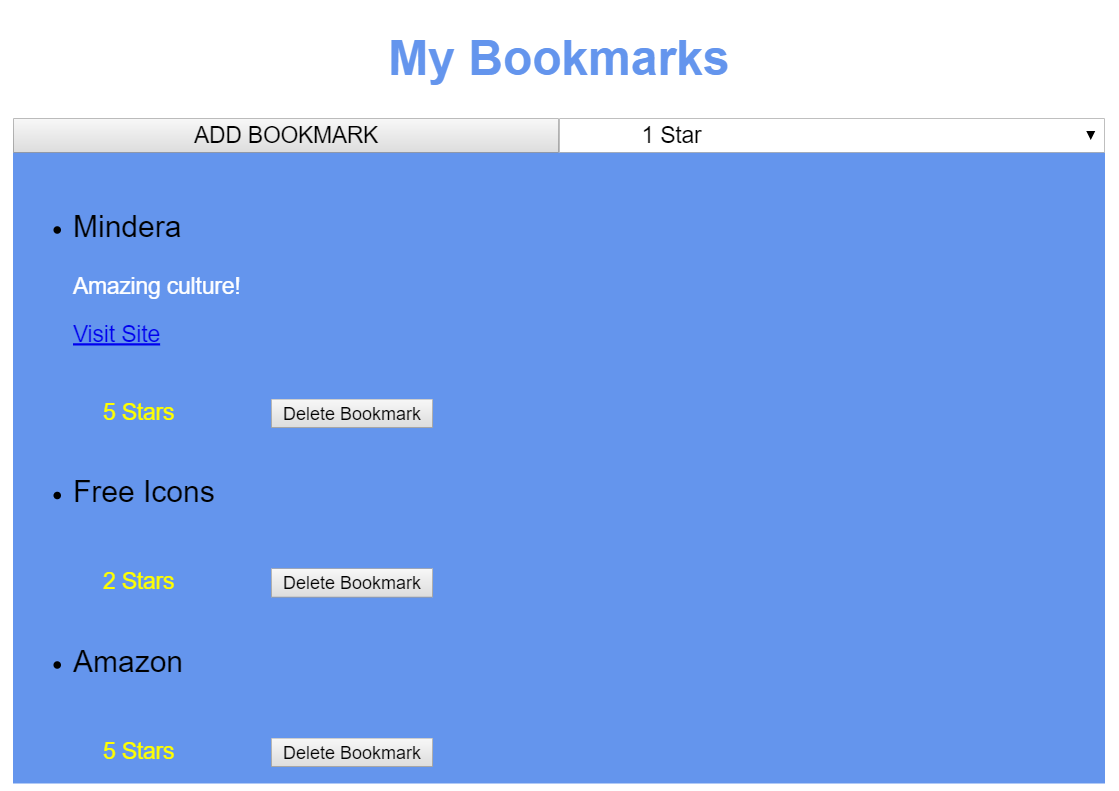 My Bookmarks
ADD BOOKMARK 1 Star
Mindera
Amazing culture!
Visit Site
5 Stars Delete Bookmark
Free Icons
2 Stars Delete Bookmark
Amazon
5 Stars Delete Bookmark